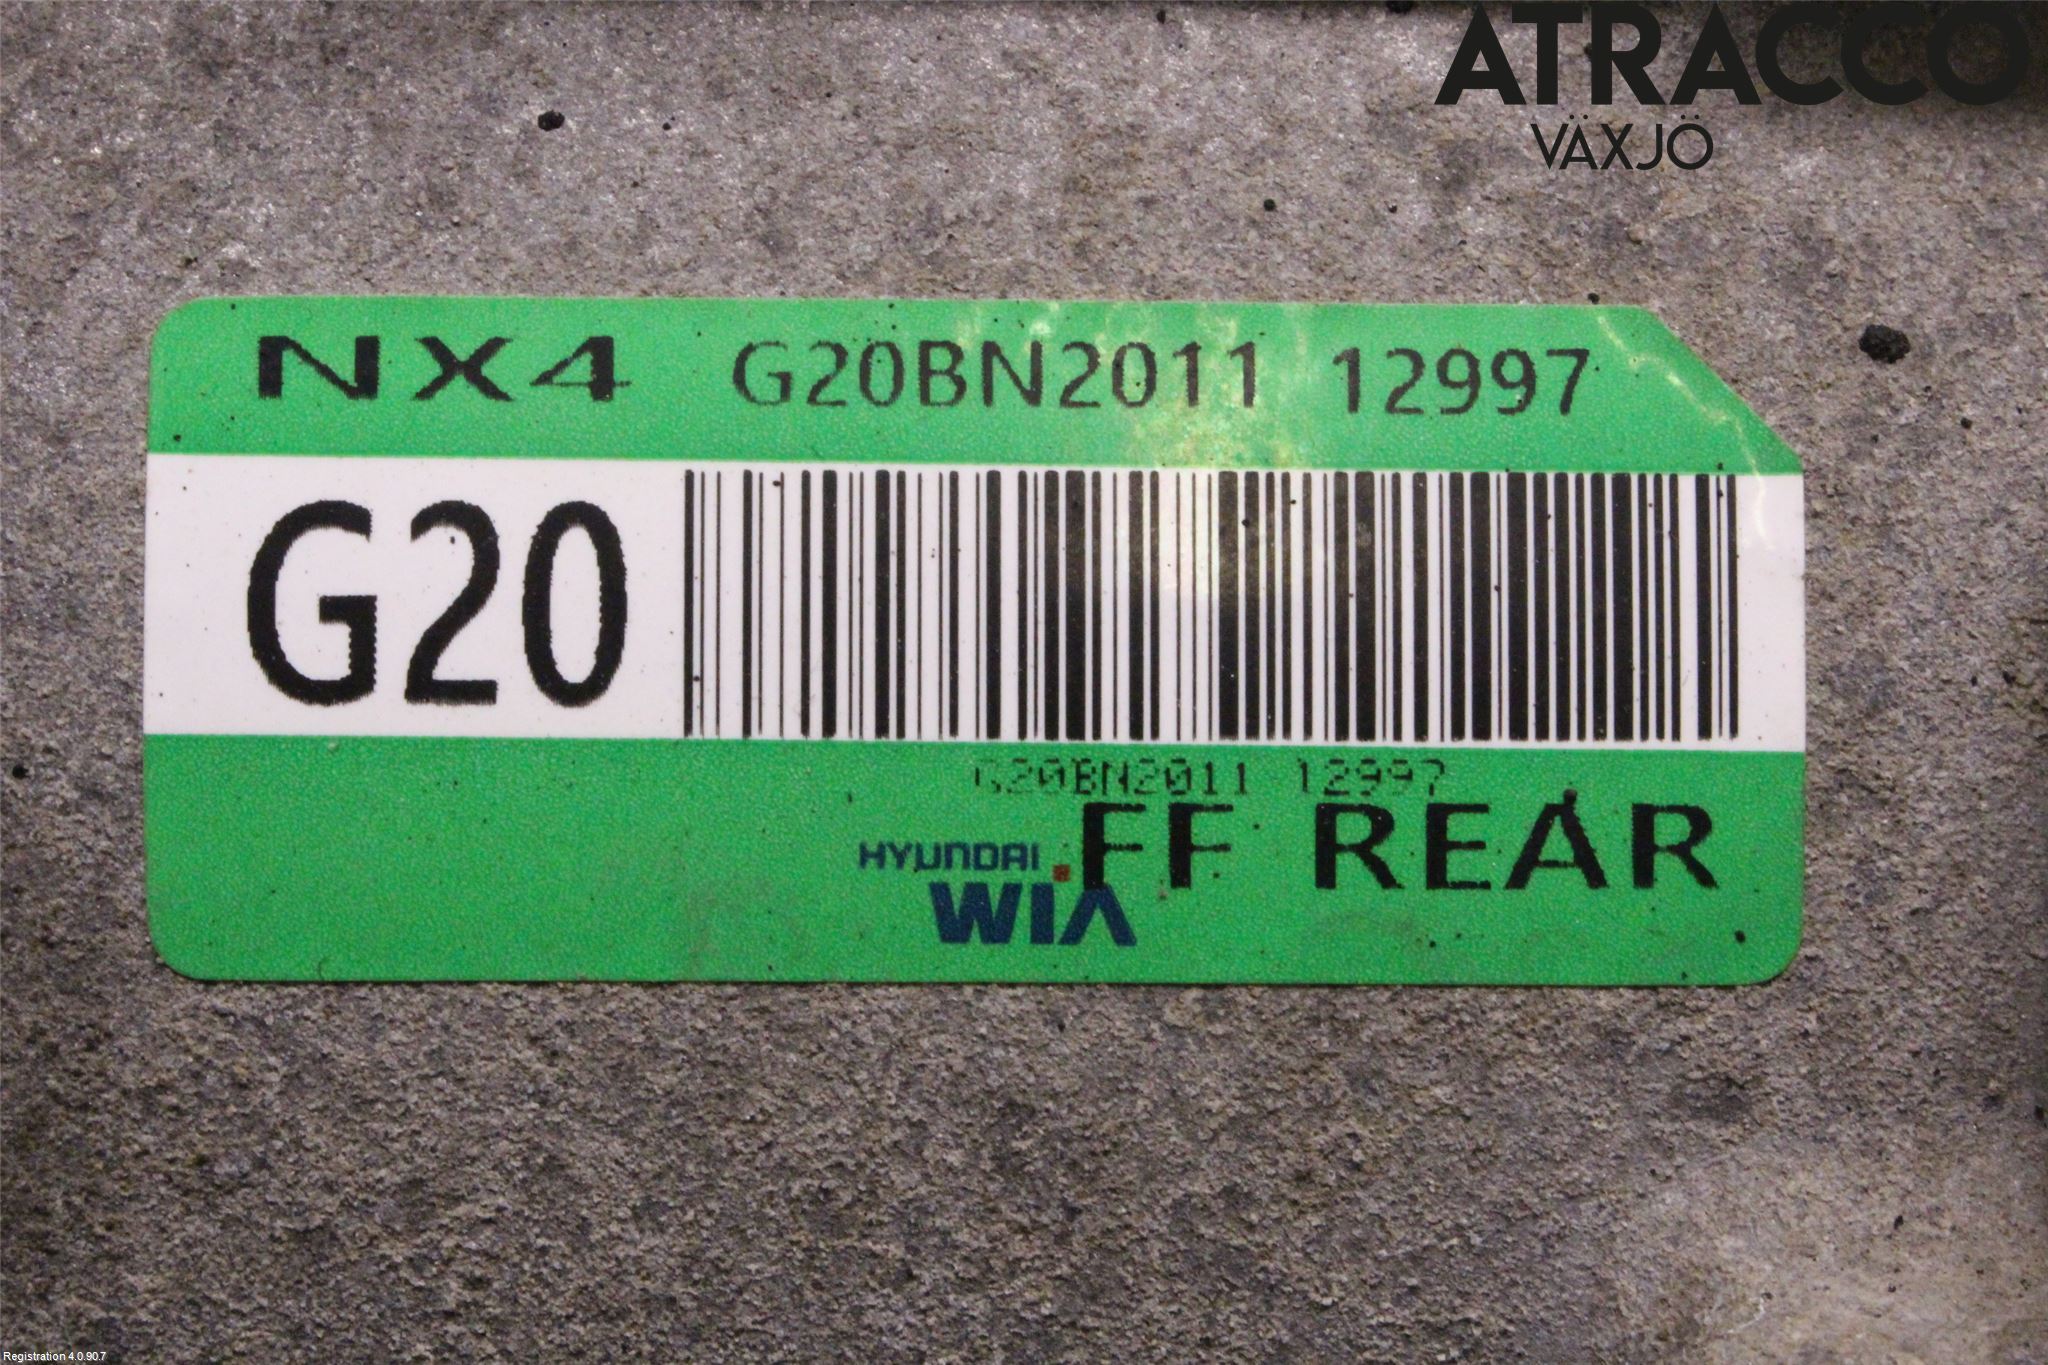 ATRACCO
VÄXJÖ
NX4 G20BN2011 12997
G20
G20BN2011 12997
FF REAR
HYUNDAI
WIA
Registration 4.0.90.7